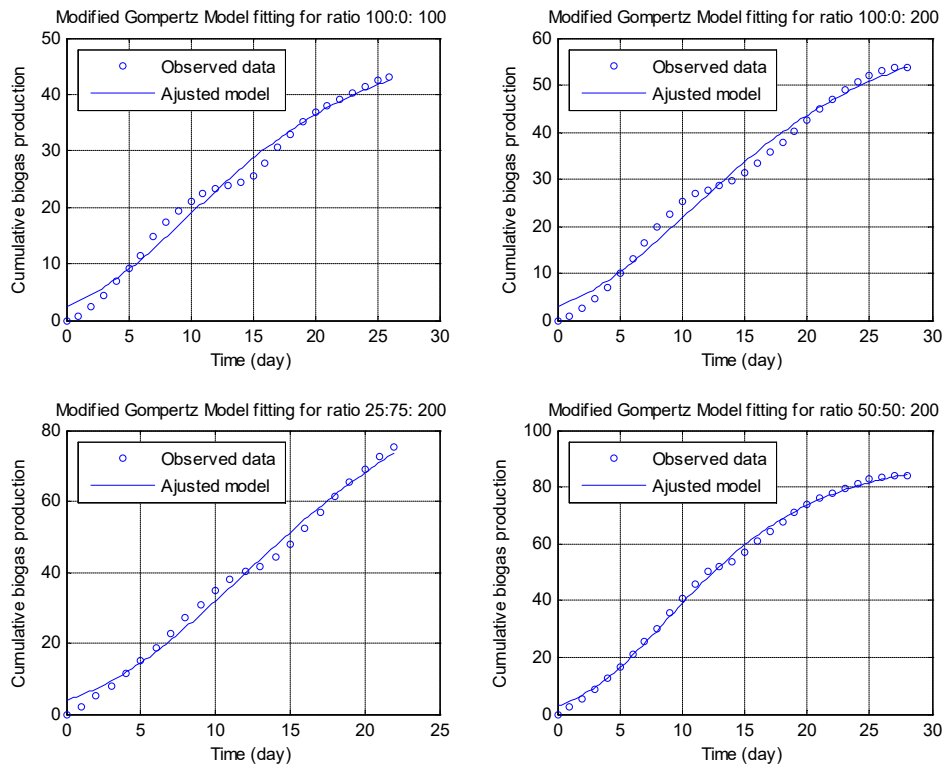 Modified Gompertz Model fitting for ratio 100:0: 100
50
40
30
20
10
0
Cumulative biogas production
Observed data
Ajusted model
0 5 10 15 20 25 30
Time (day)
Modified Gompertz Model fitting for ratio 100:0: 200
60
50
40
30
20
10
0
Cumulative biogas production
Observed data
Ajusted model
0 5 10 15 20 25 30
Time (day)
Modified Gompertz Model fitting for ratio 25:75: 200
80
60
40
20
0
Cumulative biogas production
Observed data
Ajusted model
0 5 10 15 20 25
Time (day)
Modified Gompertz Model fitting for ratio 50:50: 200
100
80
60
40
20
0
Cumulative biogas production
Observed data
Ajusted model
0 5 10 15 20 25 30
Time (day)